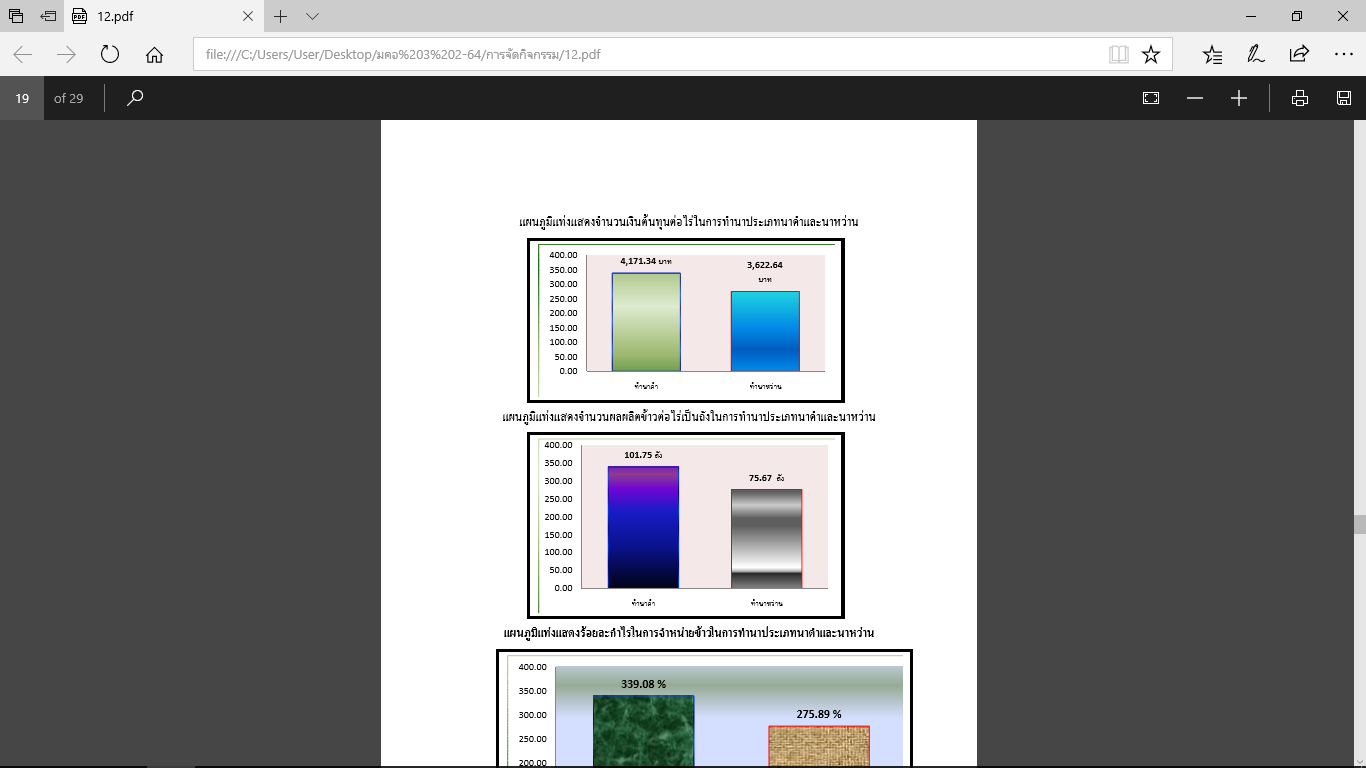 12.pdf
file:///C:/Users/User/Desktop/มคอ%203%202-64/การจัดกิจกรรม/12.pdf
19 of 29
แผนภูมิแท่งแสดงจำนวนเงินต้นทุนต่อไร่ในการทำนาประเภทนาดำและนาหว่าน
400.00
350.00
300.00
250.00
200.00
150.00
100.00
50.00
0.00
4,171.34 บาท
3,622.64
บาท
ทำนาดำ
ทำนาหว่าน
แผนภูมิแท่งแสดงจำนวนผลผลิตข้าวต่อไร่เป็นถังในการทำนาประเภทนาดำและนาหว่าน
400.00
350.00
300.00
250.00
200.00
150.00
100.00
50.00
0.00
101.75 ถัง
75.67 ถัง
ทำนาดำ
ทำนาหว่าน
แผนภูมิแท่งแสดงร้อยละกำไรในการจำหน่ายข้าวในการทำนาประเภทนาดำและนาหว่าน
400.00
350.00
300.00
250.00
200.00
339.08 %
275.89 %